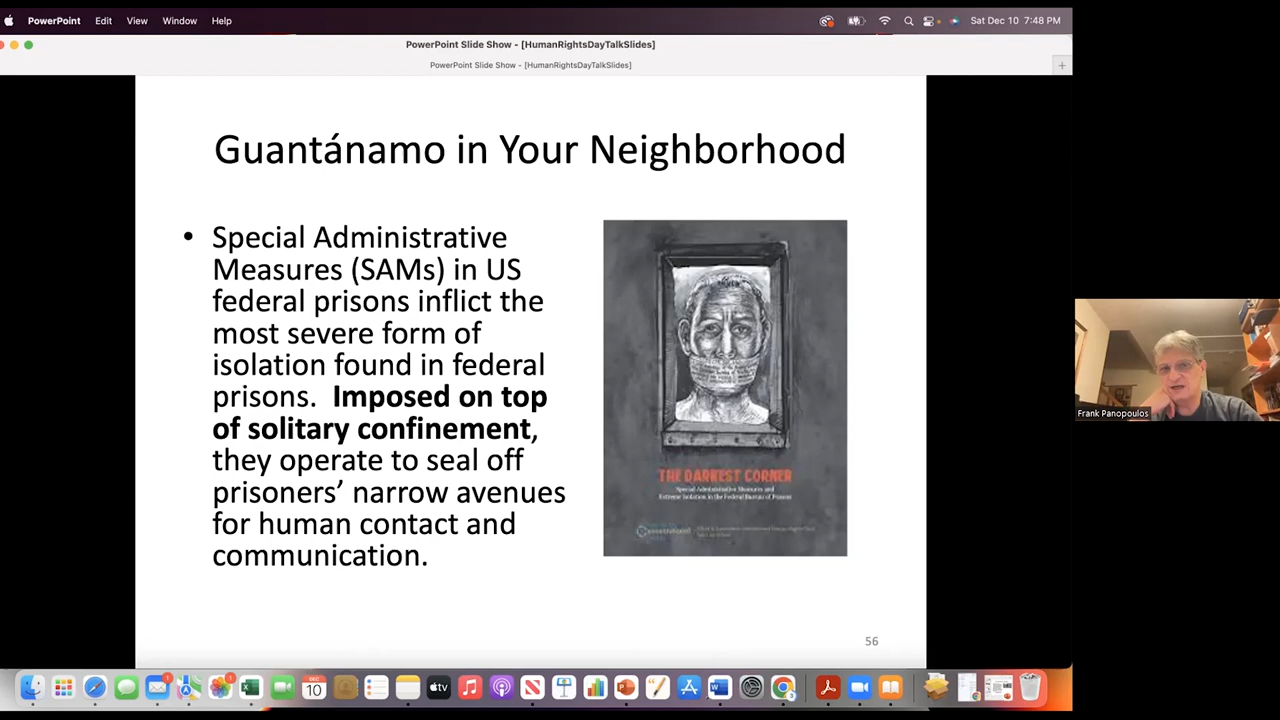 PowerPoint Edit View Window Help Sat Dec 10 7:48 PM
PowerPoint Slide Show - [HumanRightsDayTalkSlides]
PowerPoint Slide Show - [HumanRightsDayTalkSlides]
Guantánamo in Your Neighborhood
• Special Administrative
Measures (SAMs) in US
federal prisons inflict the
most severe form of
isolation found in federal
prisons. Imposed on top
of solitary confinement,
they operate to seal off
prisoners’ narrow avenues
for human contact and
communication.
THE DARKEST CORNER
Special Administrative Measures and
Extreme Isolation in the Federal Bureau of Prisons
56
Frank Panopoulos
DEC
10
tv